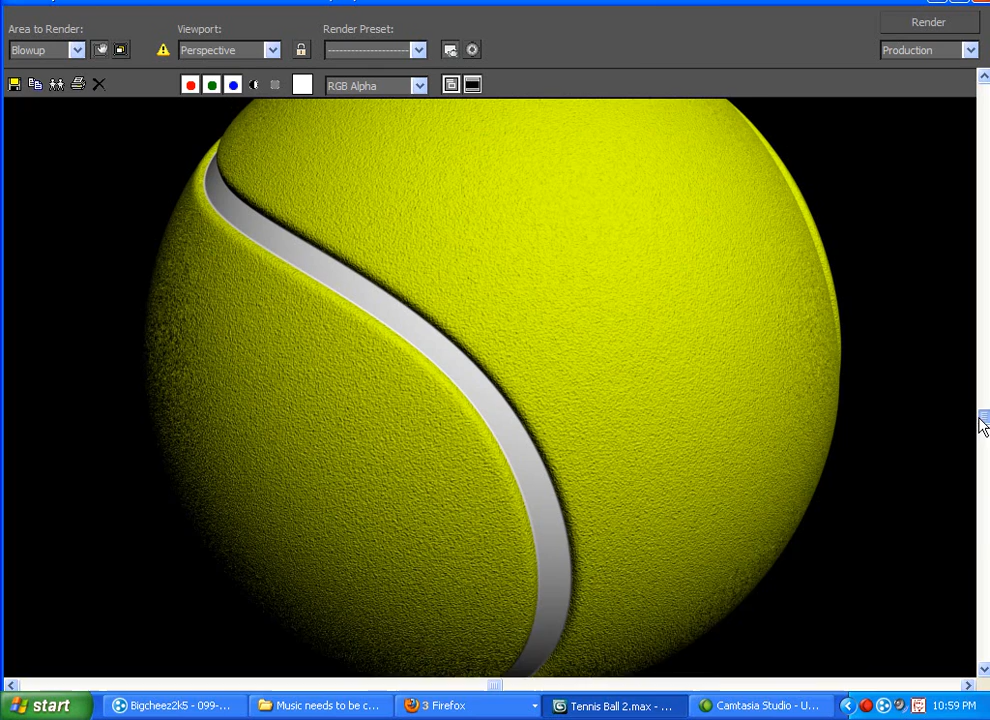 Area to Render:
Viewport:
Render Preset:
Render
Blowup
Perspective
Production
RGB Alpha
start
Bigcheez2k5 - 099-...
Music needs to be c...
3 Firefox
Tennis Ball 2.max - ...
Camtasia Studio - U...
10:59 PM